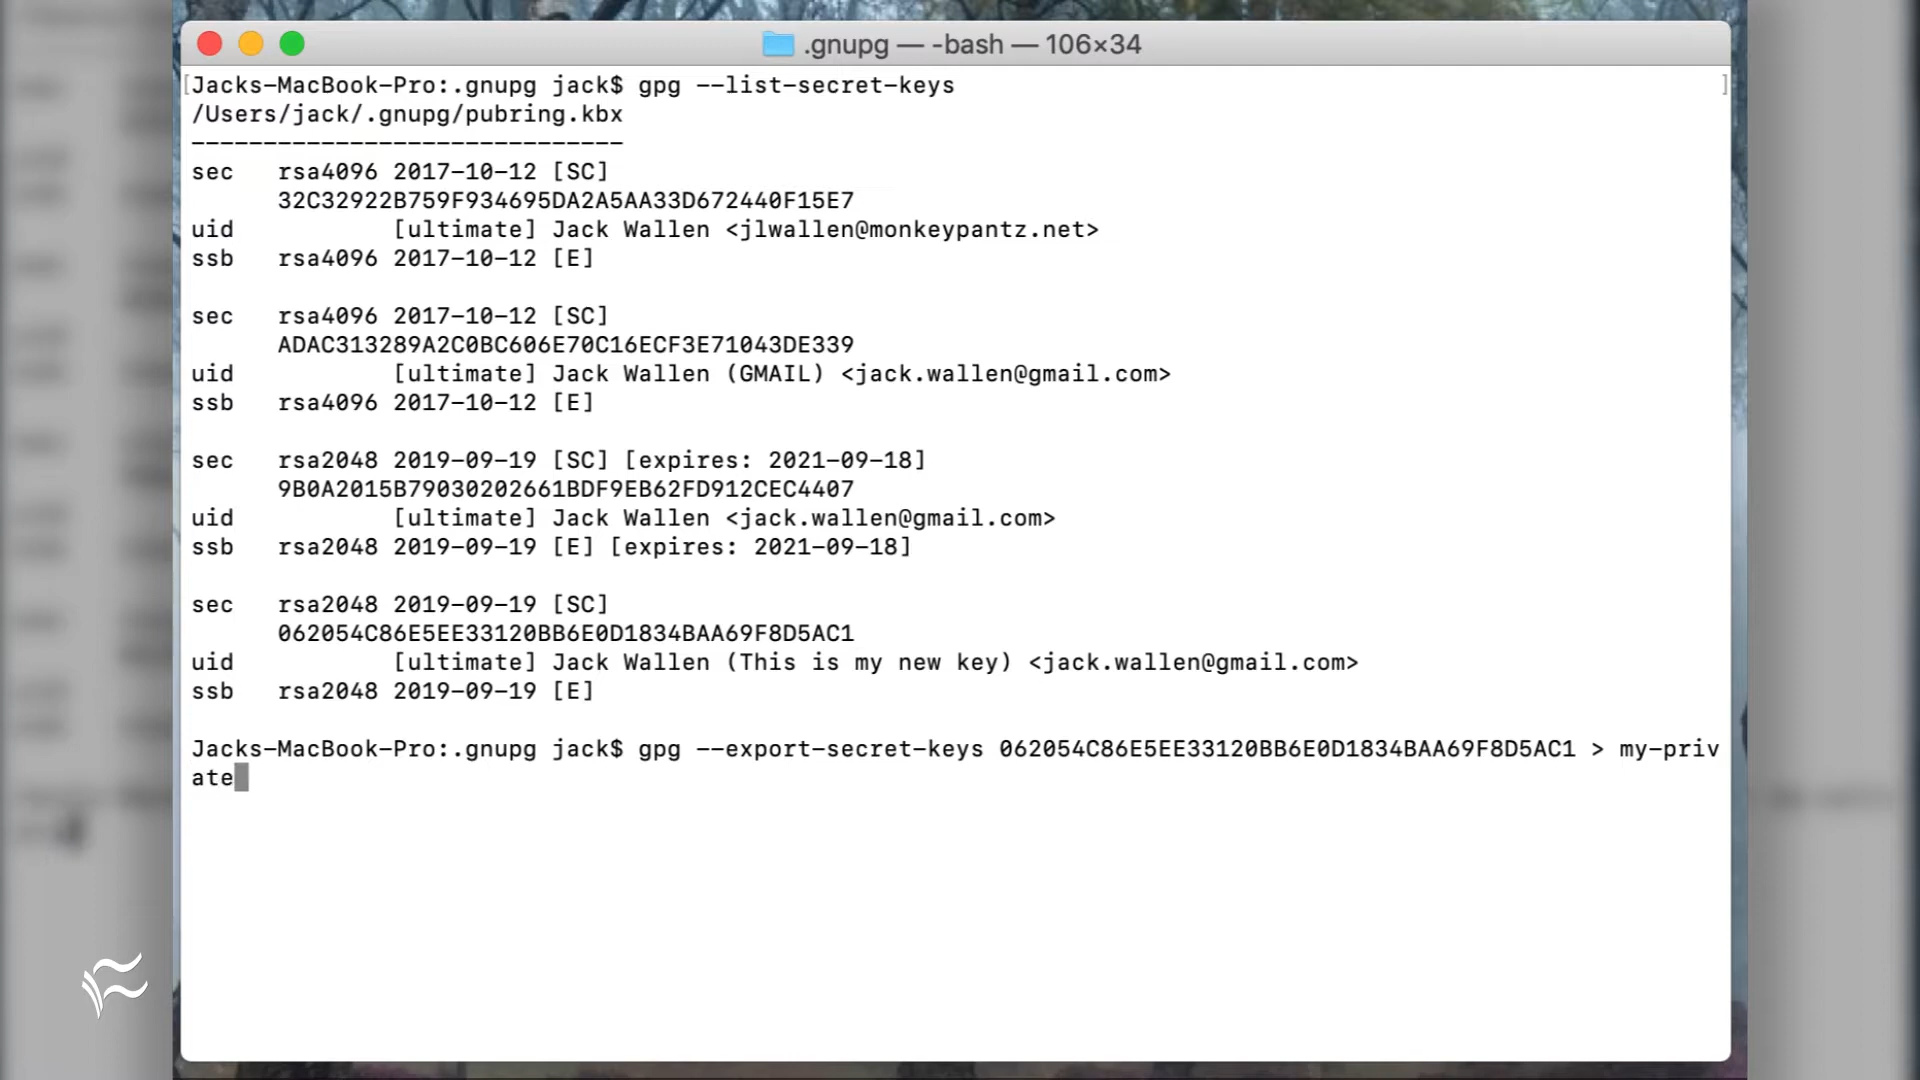 .gnupg — -bash — 106×34
[Jacks-MacBook-Pro:.gnupg jack$ gpg --list-secret-keys ]
/Users/jack/.gnupg/pubring.kbx
------------------------------
sec   rsa4096 2017-10-12 [SC]
      32C32922B759F934695DA2A5AA33D672440F15E7
uid           [ultimate] Jack Wallen <jlwallen@monkeypantz.net>
ssb   rsa4096 2017-10-12 [E]
sec   rsa4096 2017-10-12 [SC]
      ADAC313289A2C0BC606E70C16ECF3E71043DE339
uid           [ultimate] Jack Wallen (GMAIL) <jack.wallen@gmail.com>
ssb   rsa4096 2017-10-12 [E]
sec   rsa2048 2019-09-19 [SC] [expires: 2021-09-18]
      9B0A2015B79030202661BDF9EB62FD912CEC4407
uid           [ultimate] Jack Wallen <jack.wallen@gmail.com>
ssb   rsa2048 2019-09-19 [E] [expires: 2021-09-18]
sec   rsa2048 2019-09-19 [SC]
      062054C86E5EE33120BB6E0D1834BAA69F8D5AC1
uid           [ultimate] Jack Wallen (This is my new key) <jack.wallen@gmail.com>
ssb   rsa2048 2019-09-19 [E]
Jacks-MacBook-Pro:.gnupg jack$ gpg --export-secret-keys 062054C86E5EE33120BB6E0D1834BAA69F8D5AC1 > my-priv
ate